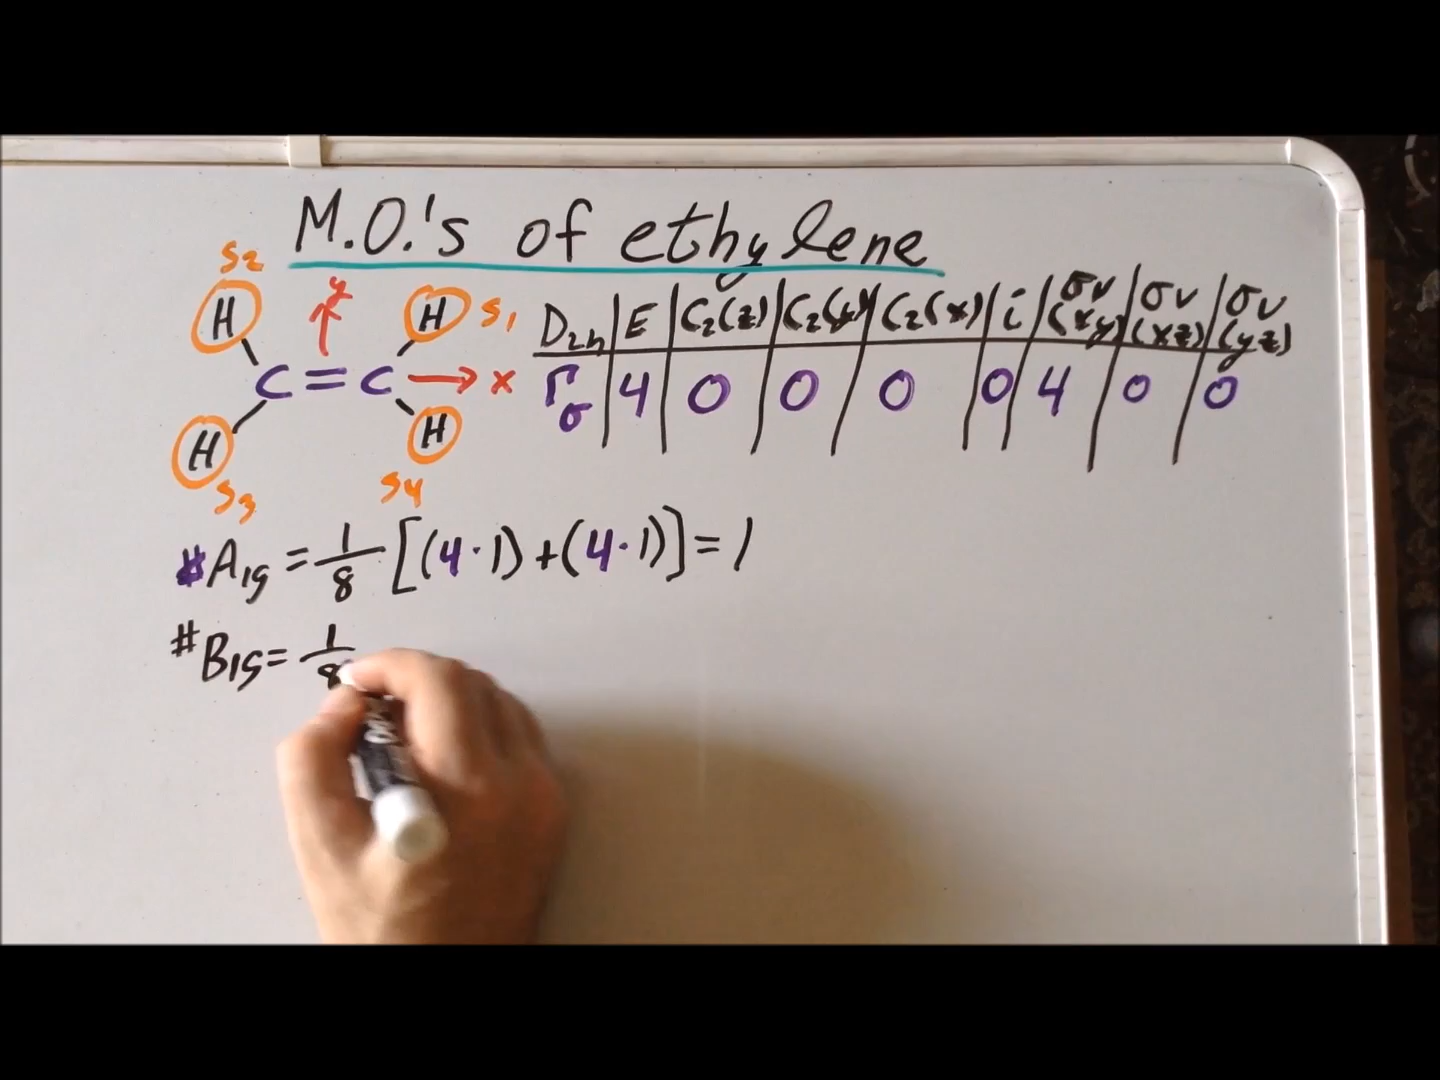 M.O.'s of ethylene
S2
H
y
H S1
C = C → x
H
S3
H
S4
D2h | E | C2(z) | C2(y) | C2(x) | i | σv (xy) | σv (xz) | σv (yz)
Γσ | 4 | 0 | 0 | 0 | 0 | 4 | 0 | 0
#A1g = 1/8 [(4·1)+(4·1)] = 1
#B1g = 1/8